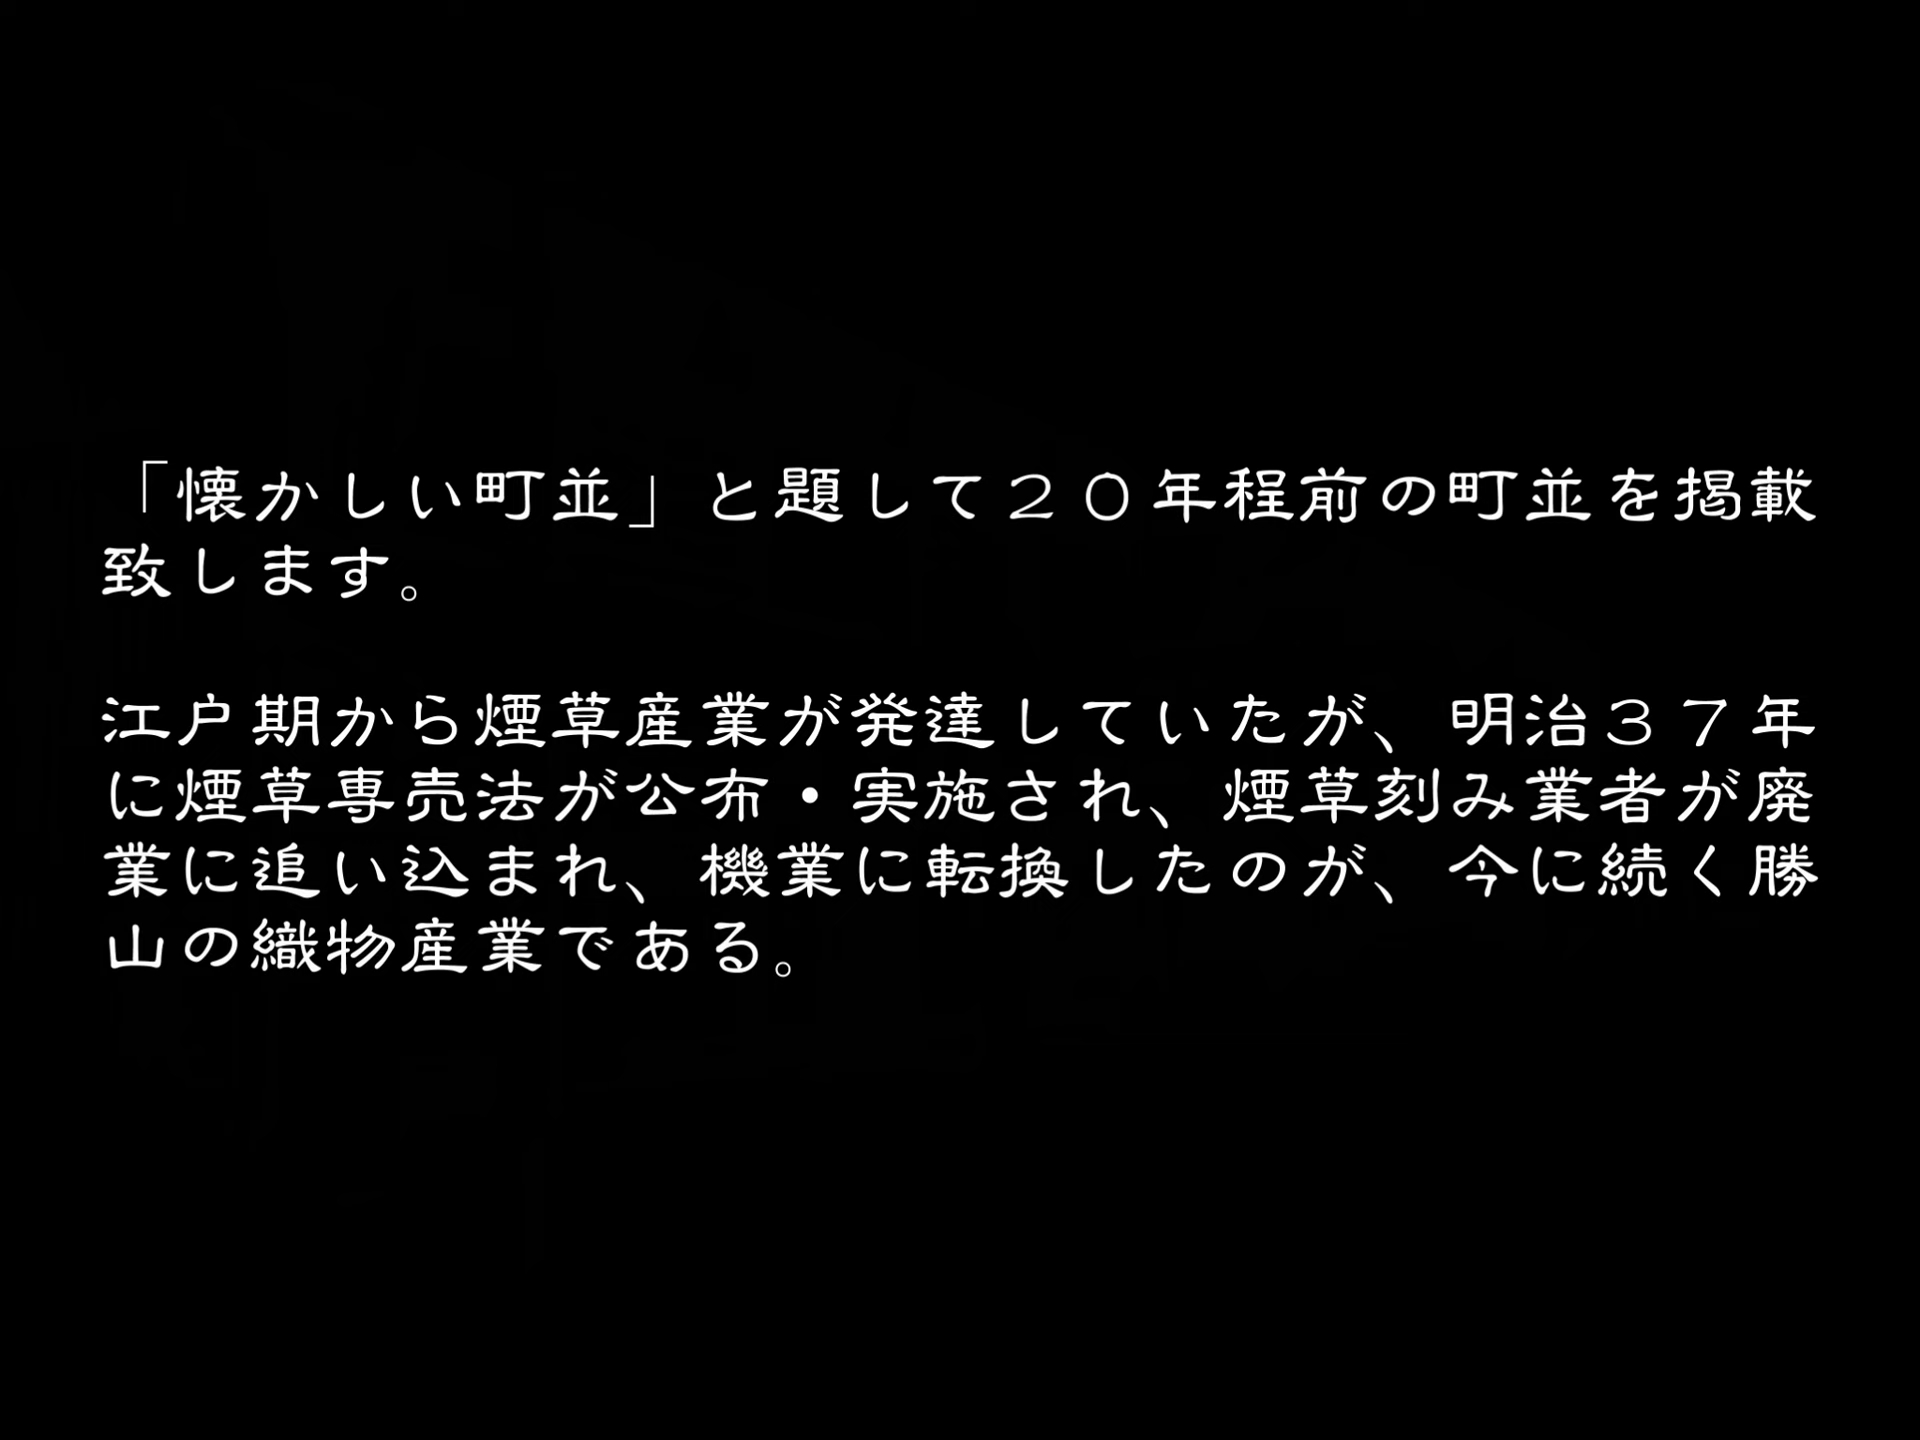 「懐かしい町並」と題して２０年程前の町並を掲載
致します。
江戸期から煙草産業が発達していたが、明治３７年
に煙草専売法が公布・実施され、煙草刻み業者が廃
業に追い込まれ、機業に転換したのが、今に続く勝
山の織物産業である。